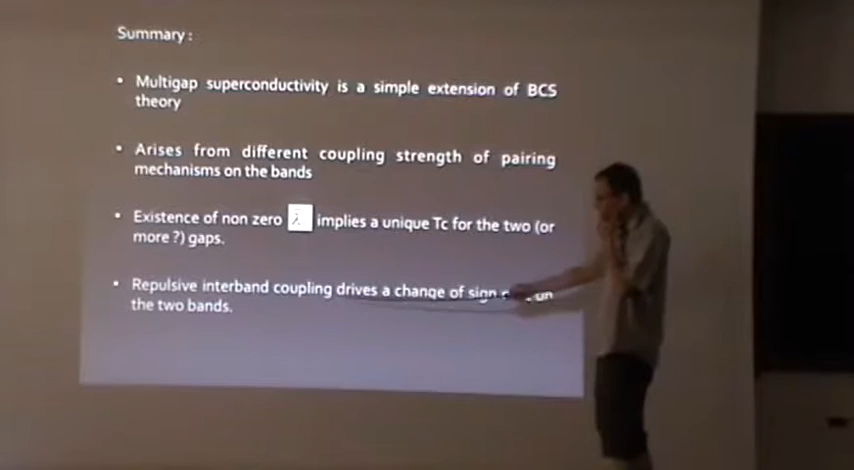 Summary :
• Multigap superconductivity is a simple extension of BCS
theory
• Arises from different coupling strength of pairing
mechanisms on the bands
• Existence of non zero λ implies a unique Tc for the two (or
more ?) gaps.
• Repulsive interband coupling drives a change of sign on
the two bands.